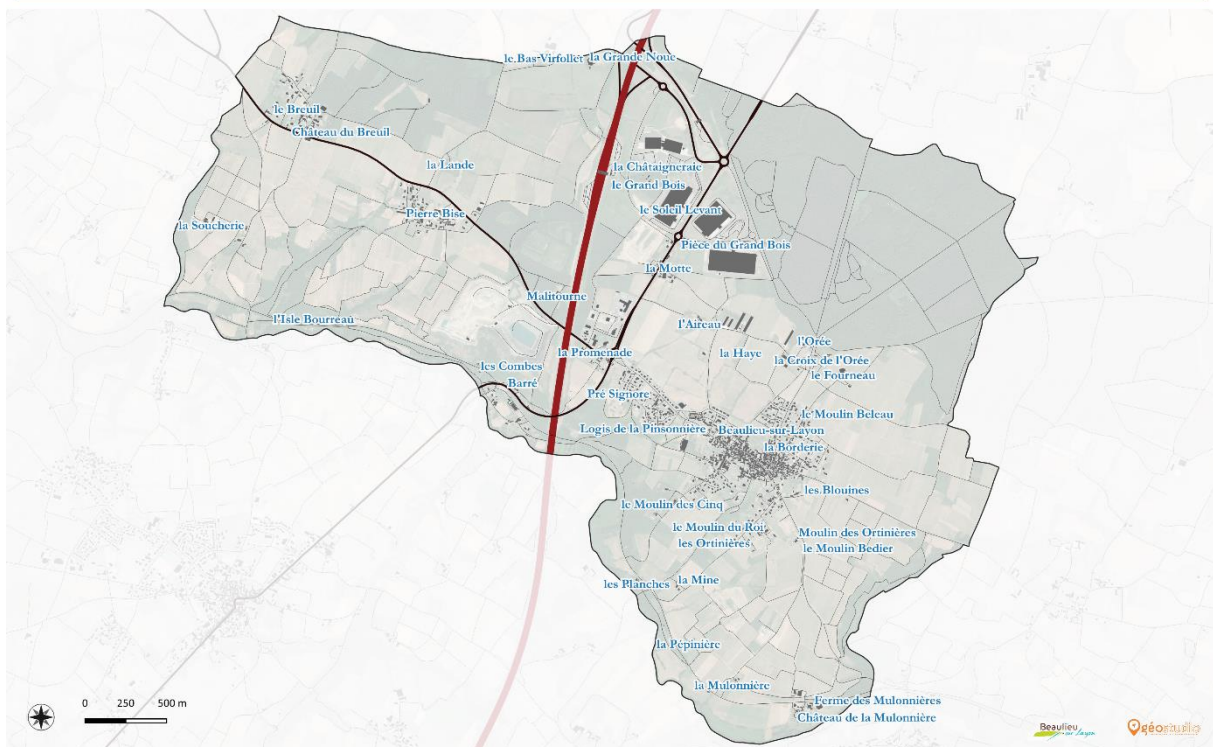 le Bas Virfollet
la Grande Noue
le Breuil
Château du Breuil
la Lande
la Châtaigneraie
le Grand Bois
le Soleil Levant
Pierre Bise
la Soucherie
Pièce du Grand Bois
la Motte
Malitourne
l'Isle Bourreau
l'Aireau
l'Orée
la Promenade
la Haye
la Croix de l'Orée
les Combes
le Fourneau
Barré
Pré Signore
le Moulin Beleau
Logis de la Pinsonnière
Beaulieu-sur-Layon
la Borderie
les Blouines
le Moulin des Cinq
le Moulin du Roi
Moulin des Ortinières
les Ortinières
le Moulin Bedier
les Planches
la Mine
la Pépinière
la Mulonnière
Ferme des Mulonnières
Château de la Mulonnière
0 250 500 m
Beaulieu
sur Layon
géostudio